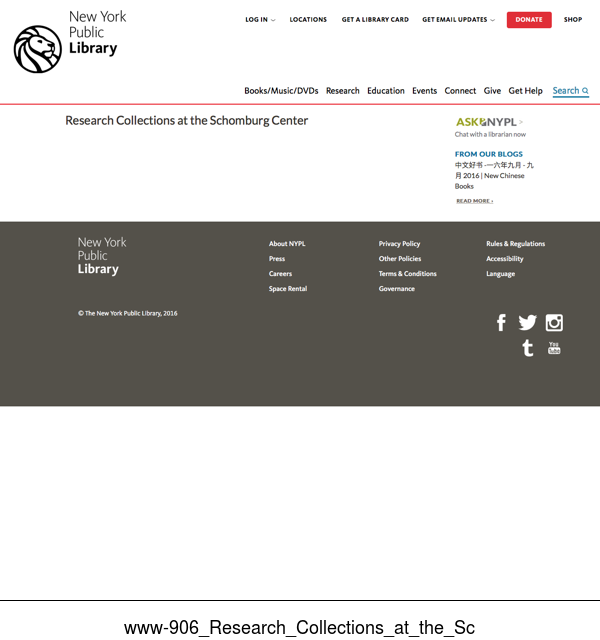 New York
Public
Library
LOG IN
LOCATIONS
GET A LIBRARY CARD
GET EMAIL UPDATES
DONATE
SHOP
Books/Music/DVDs
Research
Education
Events
Connect
Give
Get Help
Search
Research Collections at the Schomburg Center
ASK NYPL >
Chat with a librarian now
FROM OUR BLOGS
中文好书 -一六年九月 - 九
月 2016 | New Chinese
Books
READ MORE ›
New York
Public
Library
About NYPL
Press
Careers
Space Rental
Privacy Policy
Other Policies
Terms & Conditions
Governance
Rules & Regulations
Accessibility
Language
© The New York Public Library, 2016
You
Tube
www-906_Research_Collections_at_the_Sc